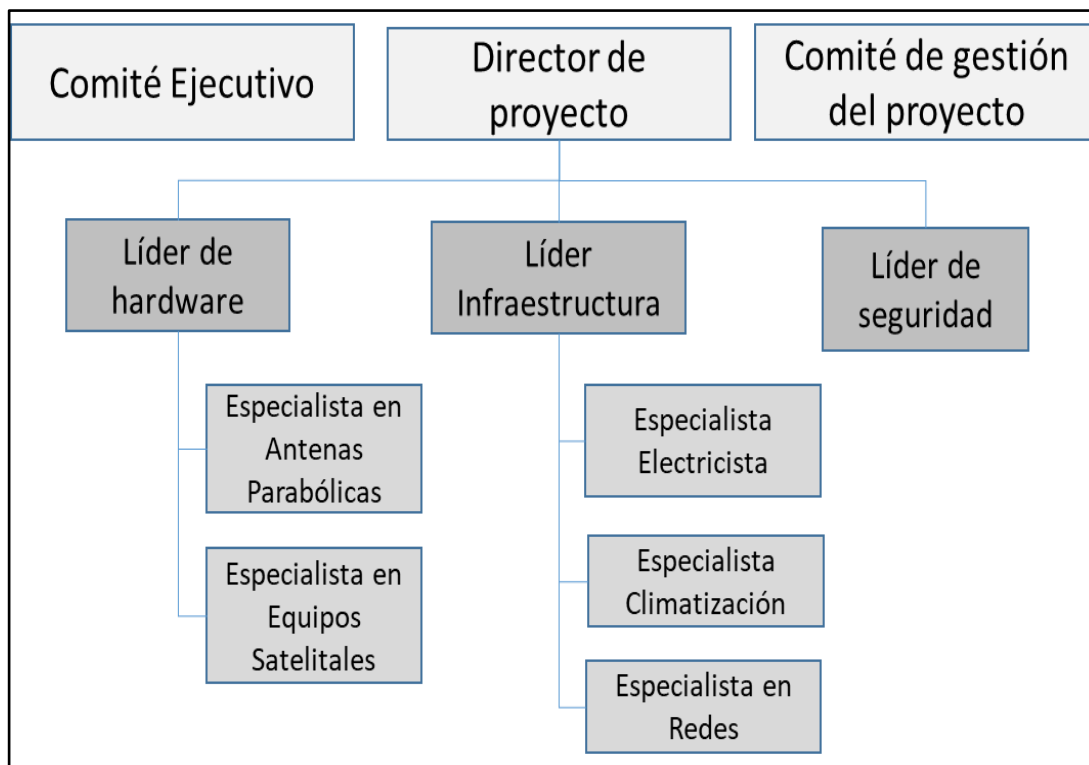 Comité Ejecutivo
Director de
proyecto
Comité de gestión
del proyecto
Líder de
hardware
Líder
Infraestructura
Líder de
seguridad
Especialista en
Antenas
Parabólicas
Especialista en
Equipos
Satelitales
Especialista
Electricista
Especialista
Climatización
Especialista en
Redes